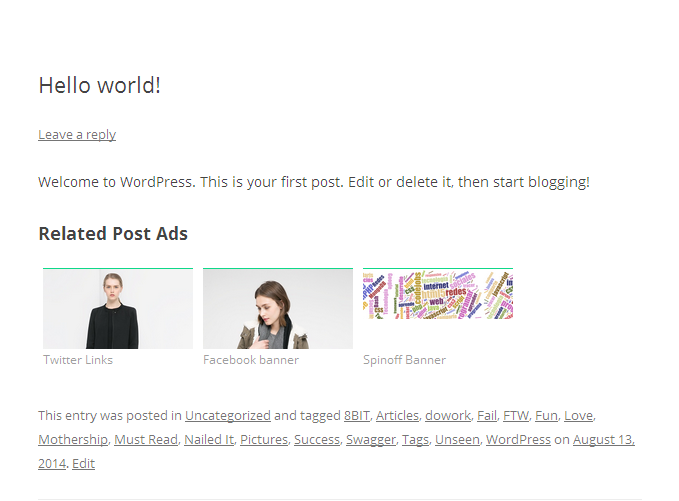 Hello world!
Leave a reply
Welcome to WordPress. This is your first post. Edit or delete it, then start blogging!
Related Post Ads
internet
redes
web
Twitter Links Facebook banner Spinoff Banner
This entry was posted in Uncategorized and tagged 8BIT, Articles, dowork, Fail, FTW, Fun, Love,
Mothership, Must Read, Nailed It, Pictures, Success, Swagger, Tags, Unseen, WordPress on August 13,
2014. Edit